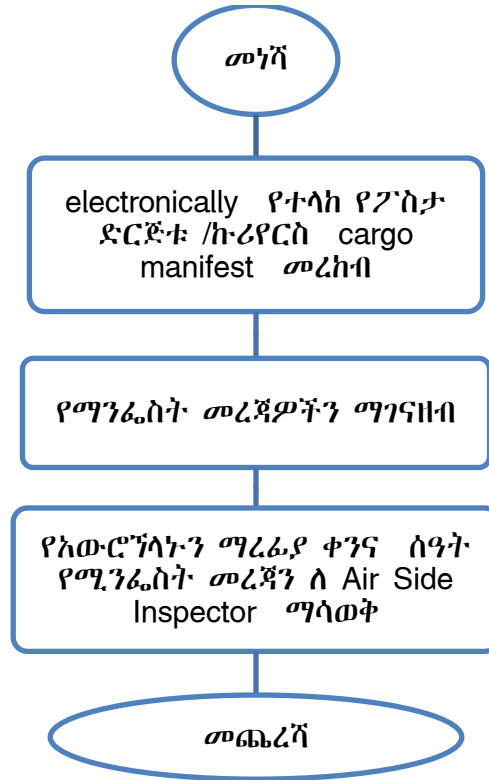 መነሻ
electronically የተላከ የፖስታ
ድርጅቱ /ኩሪየርስ cargo
manifest መረከብ
የማንፌስት መረጃዎችን ማገናዘብ
የአውሮኘላኑን ማረፊያ ቀንና ሰዓት
የሚንፌስት መረጃን ለ Air Side
Inspector ማሳወቅ
መጨረሻ